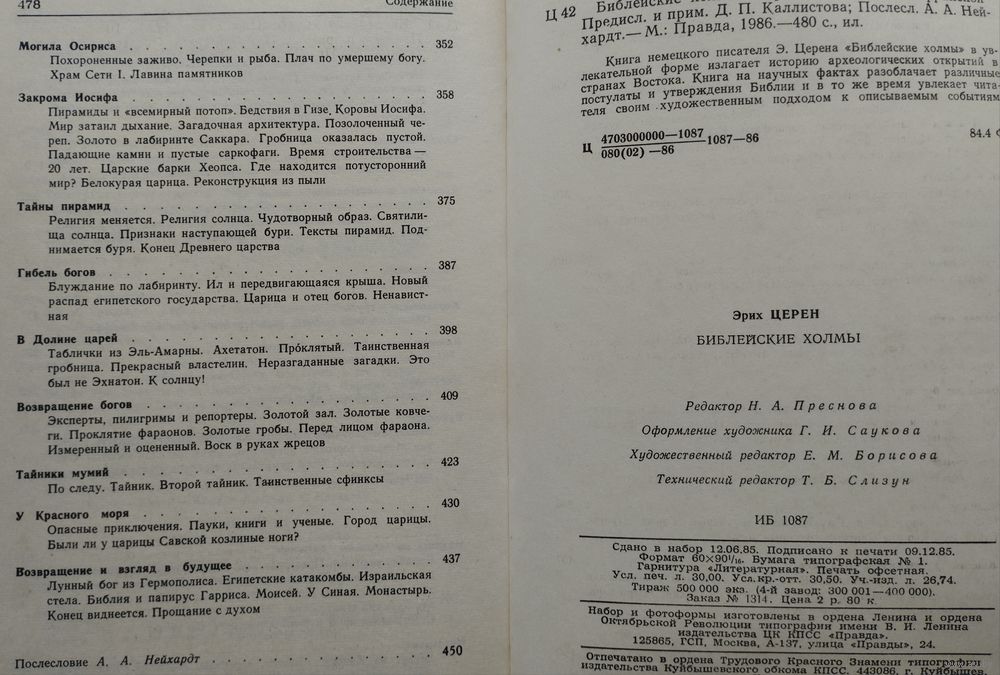 478
Содержание
Могила Осириса . . . . . . . . . . . . . . . . 352
Похороненные заживо. Черепки и рыба. Плач по умершему богу.
Храм Сети I. Лавина памятников
Закрома Иосифа . . . . . . . . . . . . . . . . 358
Пирамиды и «всемирный потоп». Бедствия в Гизе. Коровы Иосифа.
Мир затаил дыхание. Загадочная архитектура. Позолоченный че-
реп. Золото в лабиринте Саккара. Гробница оказалась пустой.
Падающие камни и пустые саркофаги. Время строительства —
20 лет. Царские барки Хеопса. Где находится потусторонний
мир? Белокурая царица. Реконструкция из пыли
Тайны пирамид . . . . . . . . . . . . . . . . 375
Религия меняется. Религия солнца. Чудотворный образ. Святили-
ща солнца. Признаки наступающей бури. Тексты пирамид. Под-
нимается буря. Конец Древнего царства
Гибель богов . . . . . . . . . . . . . . . . 387
Блуждание по лабиринту. Ил и передвигающаяся крыша. Новый
распад египетского государства. Царица и отец богов. Ненавист-
ная
В Долине царей . . . . . . . . . . . . . . . . 398
Таблички из Эль-Амарны. Ахетатон. Проклятый. Таинственная
гробница. Прекрасный властелин. Неразгаданные загадки. Это
был не Эхнатон. К солнцу!
Возвращение богов . . . . . . . . . . . . . . . . 409
Эксперты, пилигримы и репортеры. Золотой зал. Золотые ковче-
ги. Проклятие фараонов. Золотые гробы. Перед лицом фараона.
Измеренный и оцененный. Воск в руках жрецов
Тайники мумий . . . . . . . . . . . . . . . . 423
По следу. Тайник. Второй тайник. Таинственные сфинксы
У Красного моря . . . . . . . . . . . . . . . . 430
Опасные приключения. Пауки, книги и ученые. Город царицы.
Были ли у царицы Савской козлиные ноги?
Возвращение и взгляд в будущее . . . . . . . . . . . 437
Лунный бог из Гермополиса. Египетские катакомбы. Израильская
стела. Библия и папирус Гарриса. Моисей. У Синая. Монастырь.
Конец виднеется. Прощание с духом
Послесловие А. А. Нейхардт . . . . . . . . . . . . 450
Ц 42 Библейские
Предисл. и прим. Д. П. Каллистова; Послесл. А. А. Ней-
хардт.— М.: Правда, 1986.—480 с., ил.
Книга немецкого писателя Э. Церена «Библейские холмы» в ув-
лекательной форме излагает историю археологических открытий в
странах Востока. Книга на научных фактах разоблачает различные
постулаты и утверждения Библии и в то же время увлекает чита-
теля своим художественным подходом к описываемым событиям
Ц 4703000000—1087 1087—86
080(02) —86
84.4
Эрих ЦЕРЕН
БИБЛЕЙСКИЕ ХОЛМЫ
Редактор Н. А. Преснова
Оформление художника Г. И. Саукова
Художественный редактор Е. М. Борисова
Технический редактор Т. Б. Слизун
ИБ 1087
Сдано в набор 12.06.85. Подписано к печати 09.12.85.
Формат 60×90¹/₁₆. Бумага типографская № 1.
Гарнитура «Литературная». Печать офсетная.
Усл. печ. л. 30,00. Усл.кр.-отт. 30,50. Уч.-изд. л. 26,74.
Тираж 500 000 экз. (4-й завод: 300 001—400 000).
Заказ № 1314. Цена 2 р. 80 к.
Набор и фотоформы изготовлены в ордена Ленина и ордена
Октябрьской Революции типографии имени В. И. Ленина
издательства ЦК КПСС «Правда».
125865, ГСП, Москва, А-137, улица «Правды», 24.
Отпечатано в ордена Трудового Красного Знамени типографии
издательства Куйбышевского обкома КПСС. 443086, г. Куйбышев,